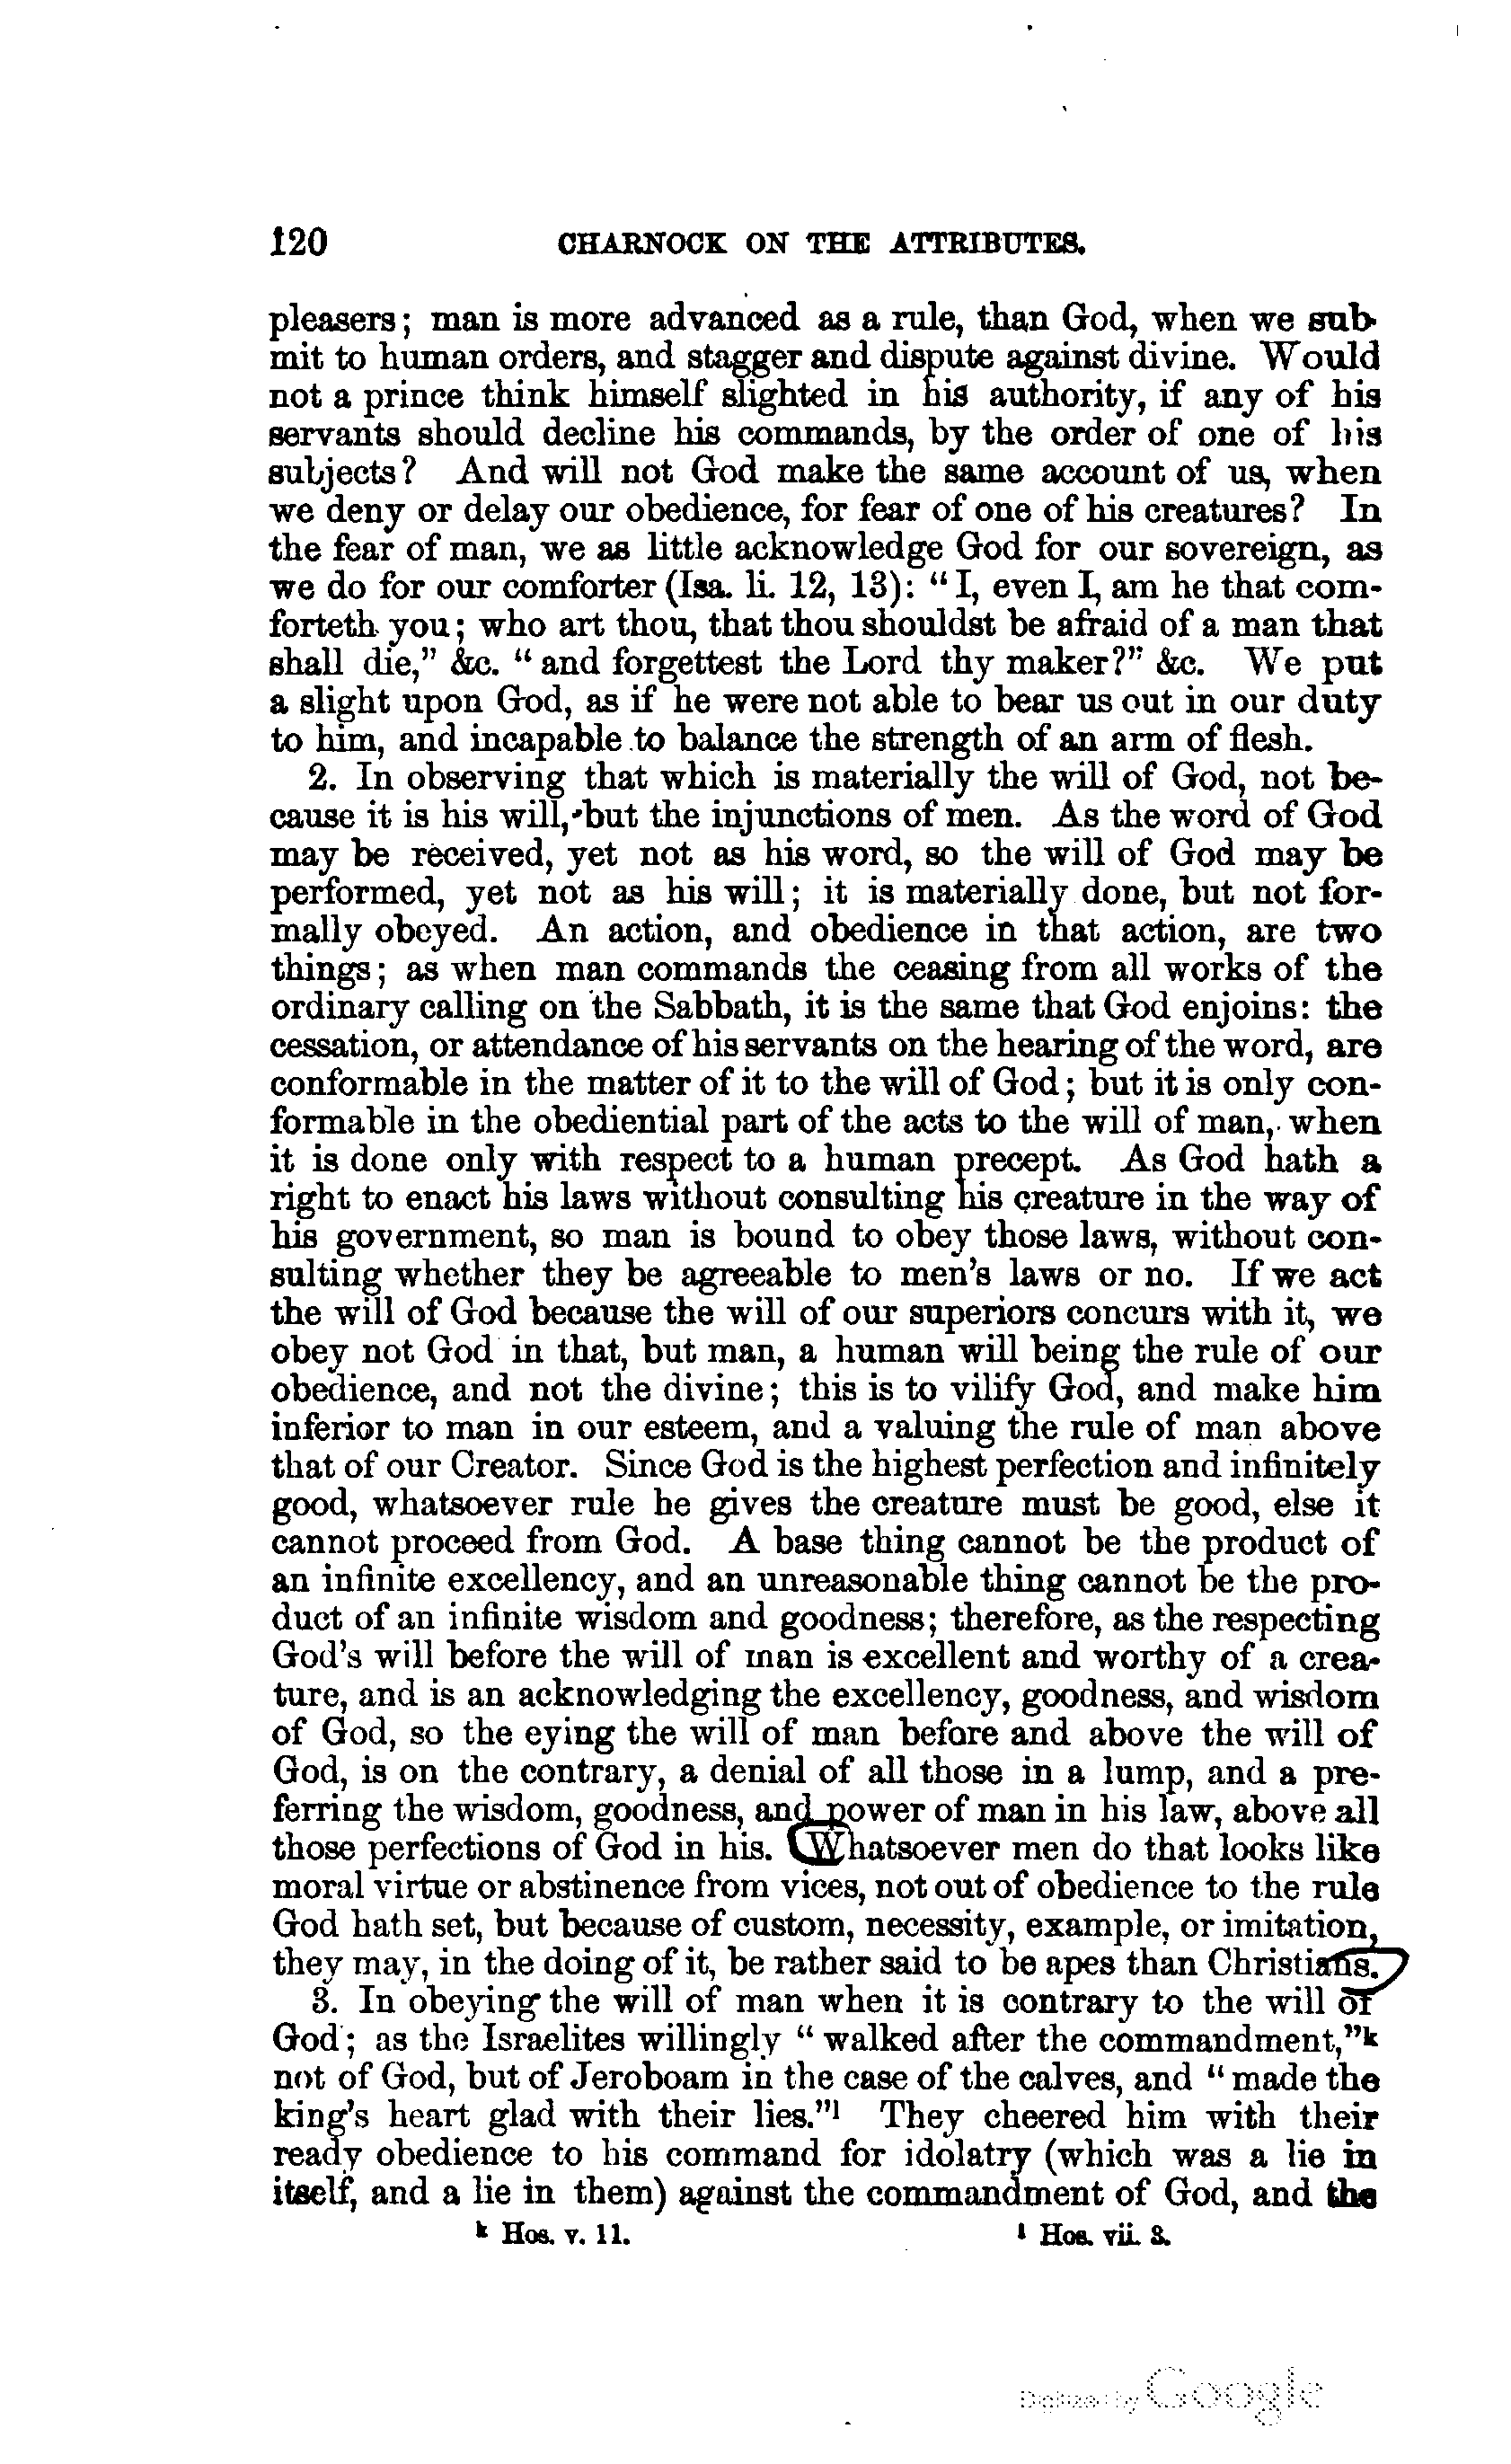 120 CHARNOCK ON THE ATTRIBUTES.
pleasers; man is more advanced as a rule, than God, when we sub-
mit to human orders, and stagger and dispute against divine. Would
not a prince think himself slighted in his authority, if any of his
servants should decline his commands, by the order of one of his
subjects? And will not God make the same account of us, when
we deny or delay our obedience, for fear of one of his creatures? In
the fear of man, we as little acknowledge God for our sovereign, as
we do for our comforter (Isa. li. 12, 13): “I, even I, am he that com-
forteth you; who art thou, that thou shouldst be afraid of a man that
shall die,” &c. “and forgettest the Lord thy maker?” &c. We put
a slight upon God, as if he were not able to bear us out in our duty
to him, and incapable to balance the strength of an arm of flesh.
2. In observing that which is materially the will of God, not be-
cause it is his will, but the injunctions of men. As the word of God
may be received, yet not as his word, so the will of God may be
performed, yet not as his will; it is materially done, but not for-
mally obeyed. An action, and obedience in that action, are two
things; as when man commands the ceasing from all works of the
ordinary calling on the Sabbath, it is the same that God enjoins: the
cessation, or attendance of his servants on the hearing of the word, are
conformable in the matter of it to the will of God; but it is only con-
formable in the obediential part of the acts to the will of man, when
it is done only with respect to a human precept. As God hath a
right to enact his laws without consulting his creature in the way of
his government, so man is bound to obey those laws, without con-
sulting whether they be agreeable to men's laws or no. If we act
the will of God because the will of our superiors concurs with it, we
obey not God in that, but man, a human will being the rule of our
obedience, and not the divine; this is to vilify God, and make him
inferior to man in our esteem, and a valuing the rule of man above
that of our Creator. Since God is the highest perfection and infinitely
good, whatsoever rule he gives the creature must be good, else it
cannot proceed from God. A base thing cannot be the product of
an infinite excellency, and an unreasonable thing cannot be the pro-
duct of an infinite wisdom and goodness; therefore, as the respecting
God's will before the will of man is excellent and worthy of a crea-
ture, and is an acknowledging the excellency, goodness, and wisdom
of God, so the eying the will of man before and above the will of
God, is on the contrary, a denial of all those in a lump, and a pre-
ferring the wisdom, goodness, and power of man in his law, above all
those perfections of God in his. Whatsoever men do that looks like
moral virtue or abstinence from vices, not out of obedience to the rule
God hath set, but because of custom, necessity, example, or imitation,
they may, in the doing of it, be rather said to be apes than Christians.
3. In obeying the will of man when it is contrary to the will of
God; as the Israelites willingly “walked after the commandment,”k
not of God, but of Jeroboam in the case of the calves, and “made the
king's heart glad with their lies.”l They cheered him with their
ready obedience to his command for idolatry (which was a lie in
itself, and a lie in them) against the commandment of God, and the
k Hos. v. 11. l Hos. vii. 3.
Digitized by Google